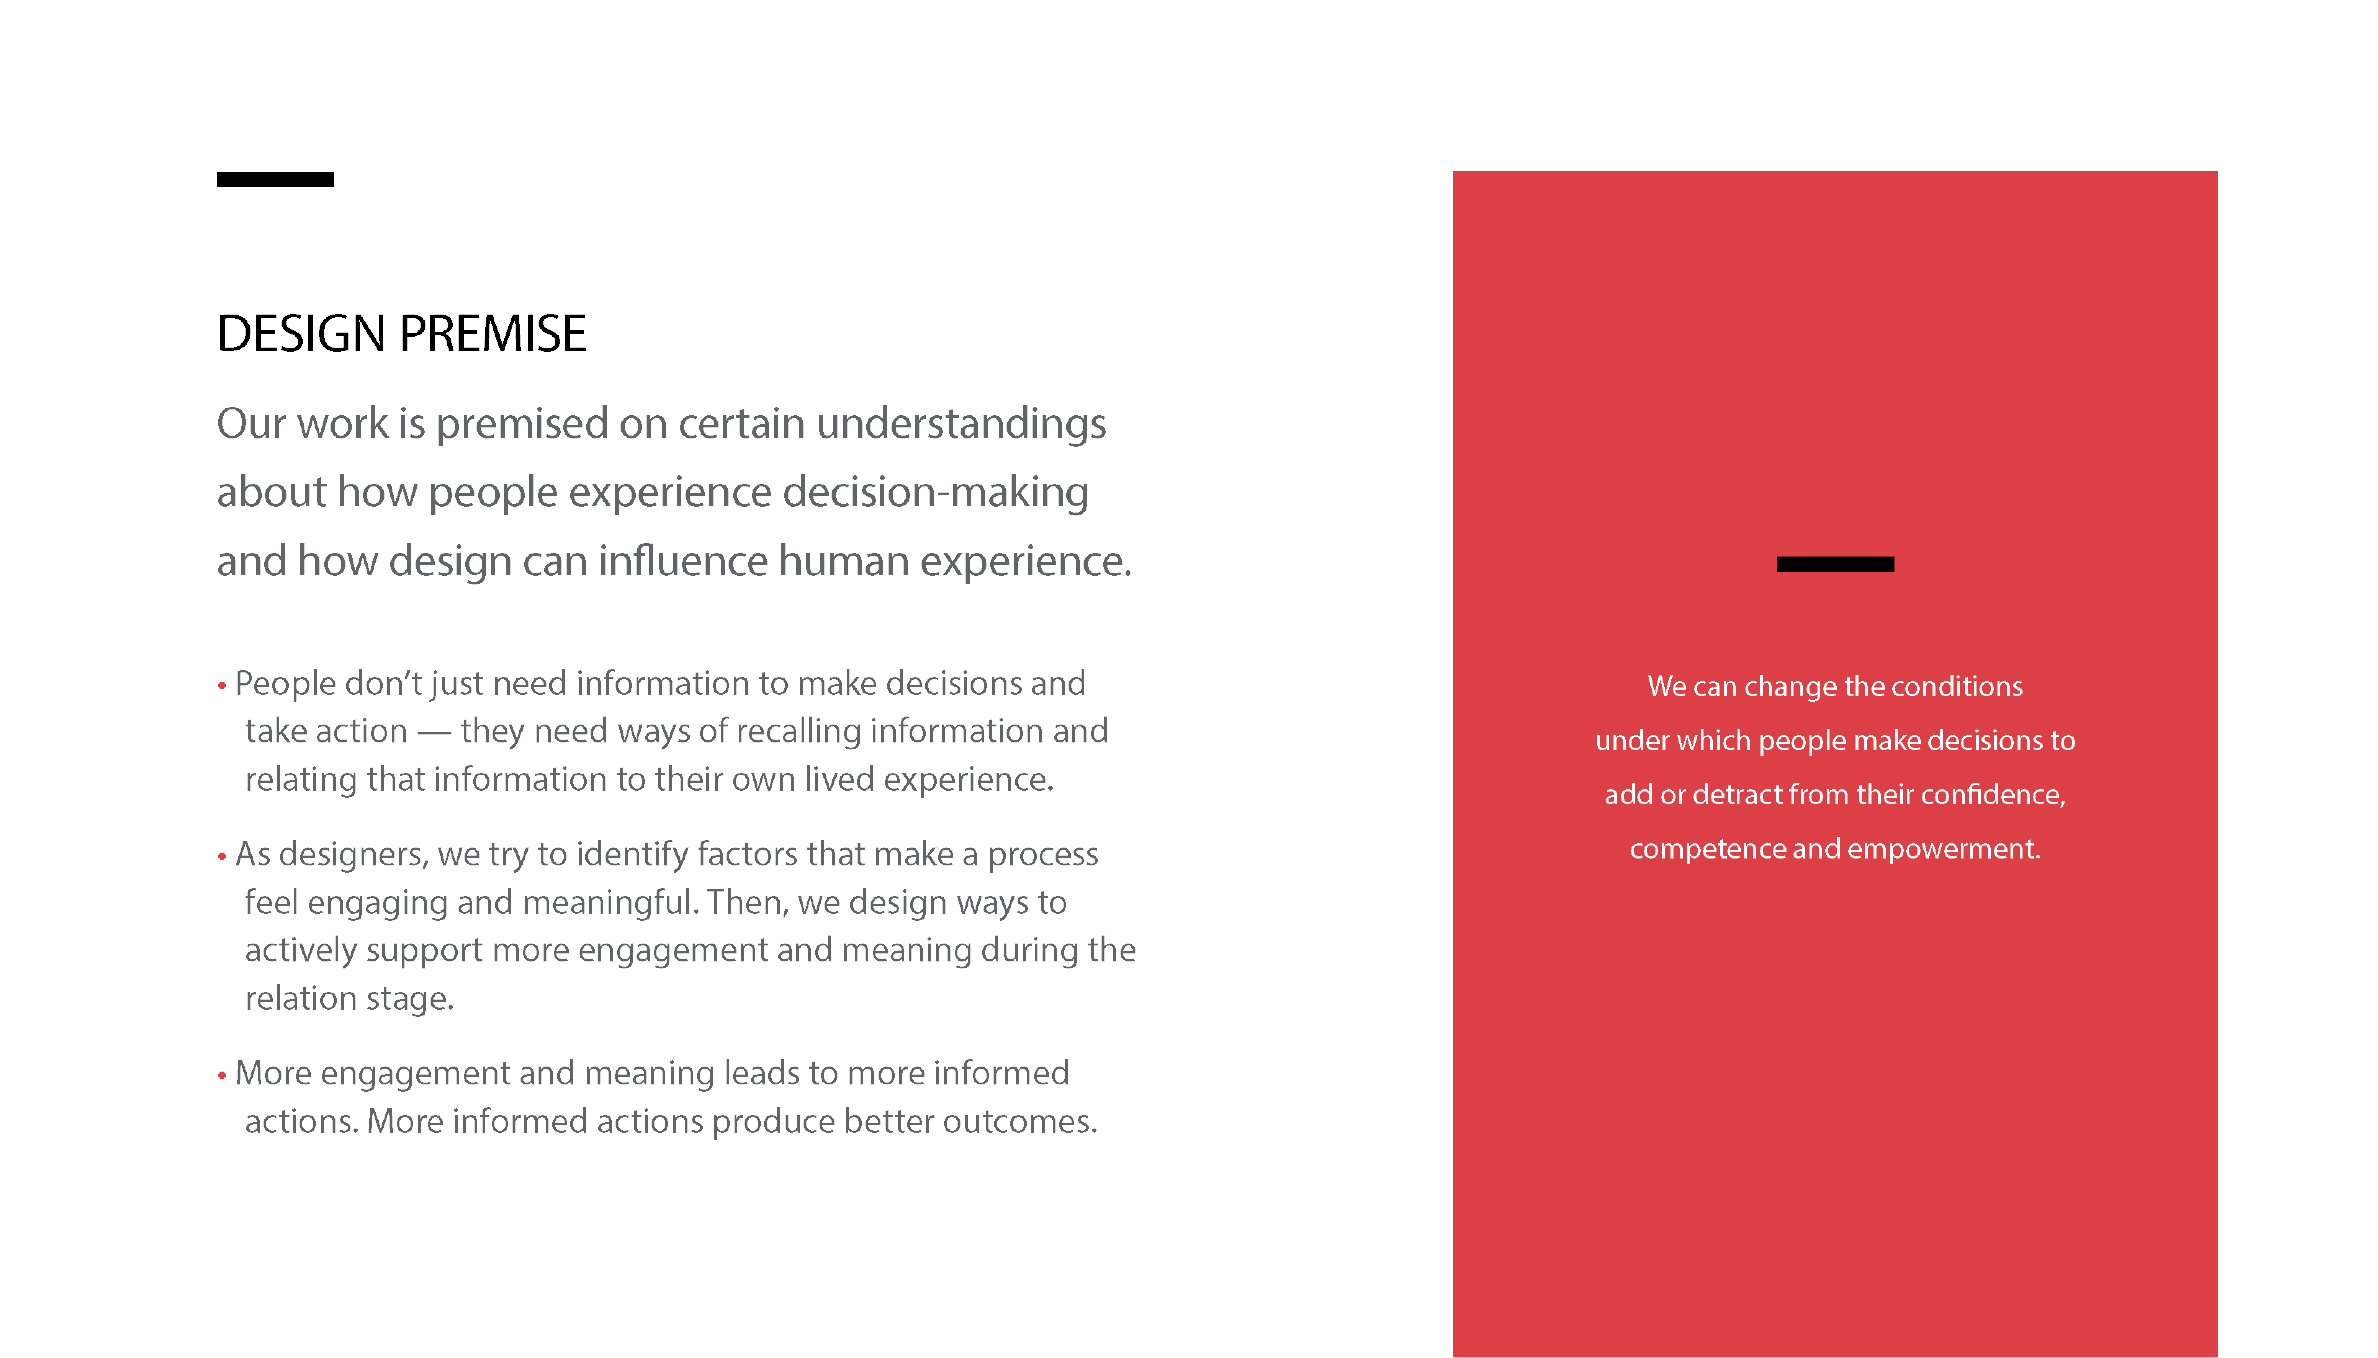 DESIGN PREMISE
Our work is premised on certain understandings
about how people experience decision-making
and how design can influence human experience.
• People don’t just need information to make decisions and
take action — they need ways of recalling information and
relating that information to their own lived experience.
• As designers, we try to identify factors that make a process
feel engaging and meaningful. Then, we design ways to
actively support more engagement and meaning during the
relation stage.
• More engagement and meaning leads to more informed
actions. More informed actions produce better outcomes.
We can change the conditions
under which people make decisions to
add or detract from their confidence,
competence and empowerment.